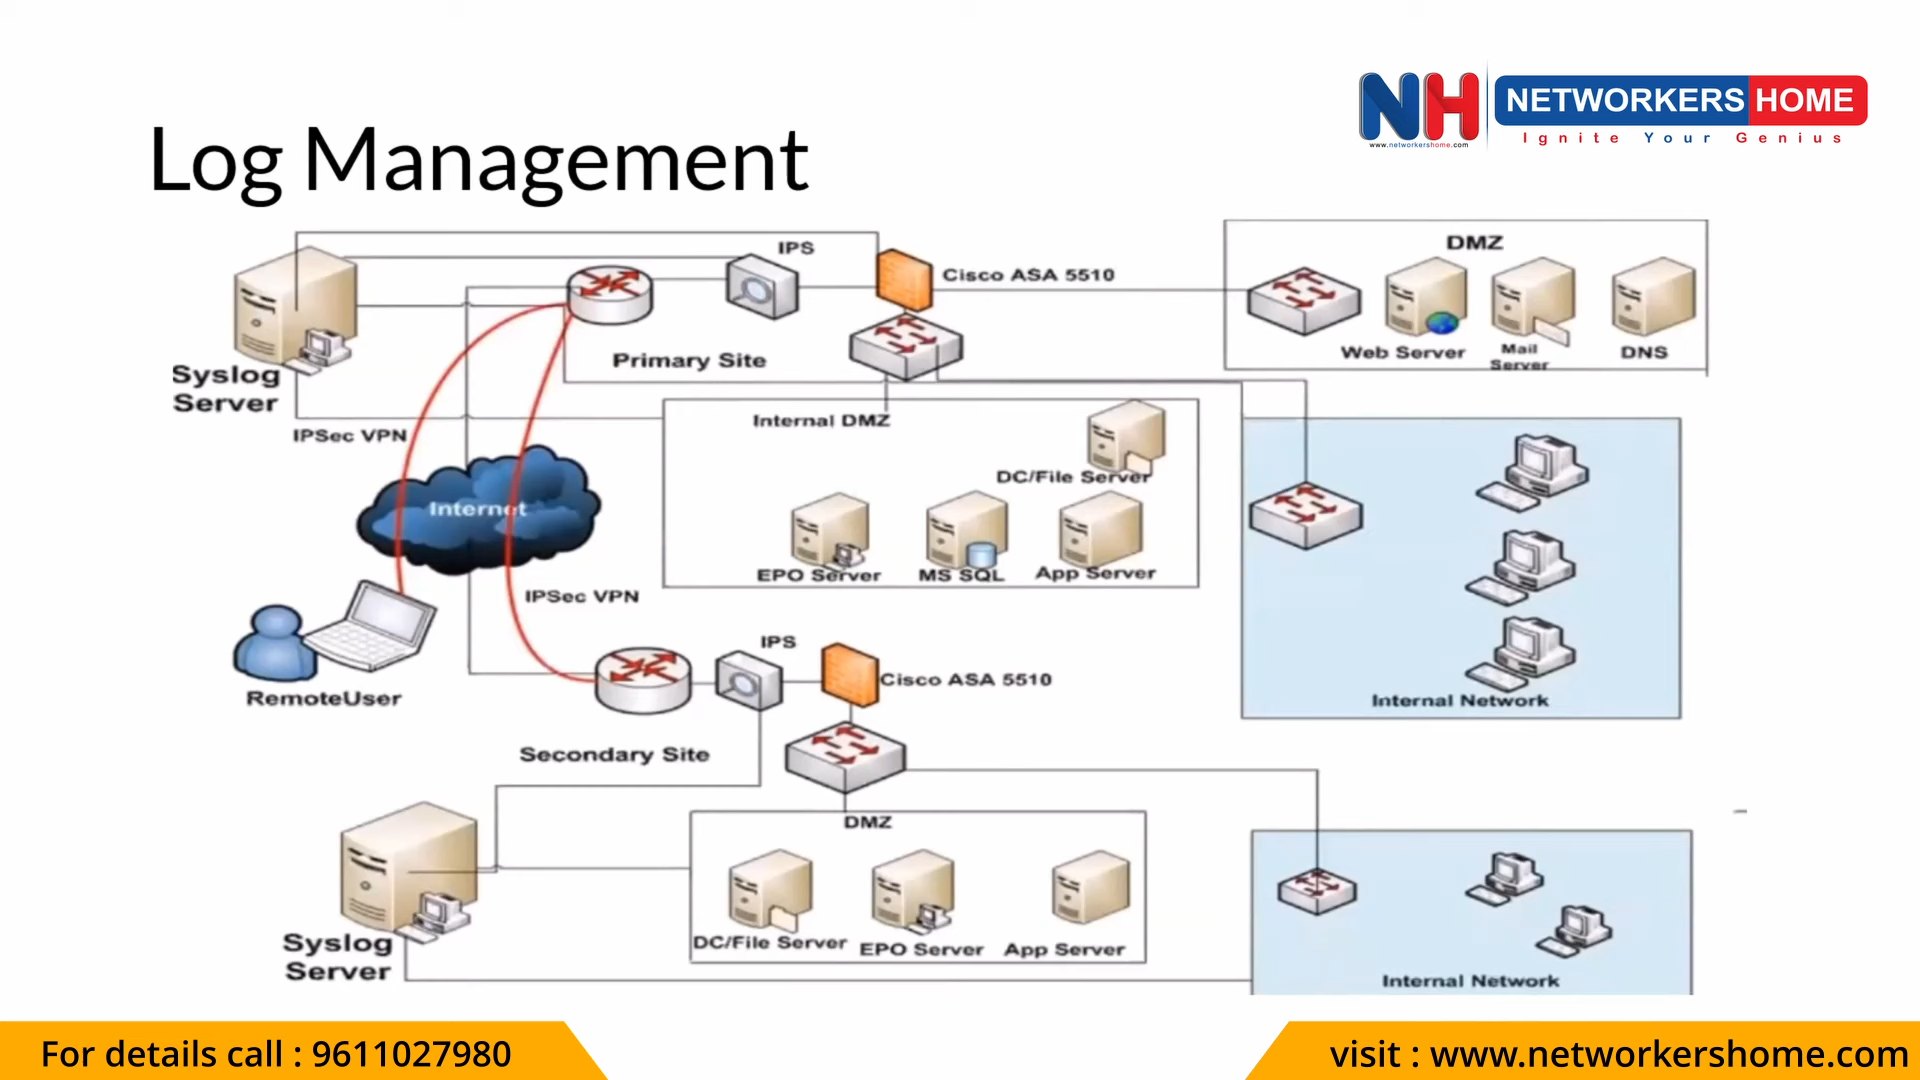 Log Management
NH
www.networkershome.com
NETWORKERS HOME
Ignite Your Genius
IPS
Cisco ASA 5510
DMZ
Web Server
Mail
Server
DNS
Primary Site
Syslog
Server
IPSec VPN
Internal DMZ
DC/File Server
EPO Server
MS SQL
App Server
Internet
IPSec VPN
RemoteUser
Internal Network
IPS
Cisco ASA 5510
Secondary Site
DMZ
DC/File Server
EPO Server
App Server
Syslog
Server
Internal Network
For details call : 9611027980
visit : www.networkershome.com